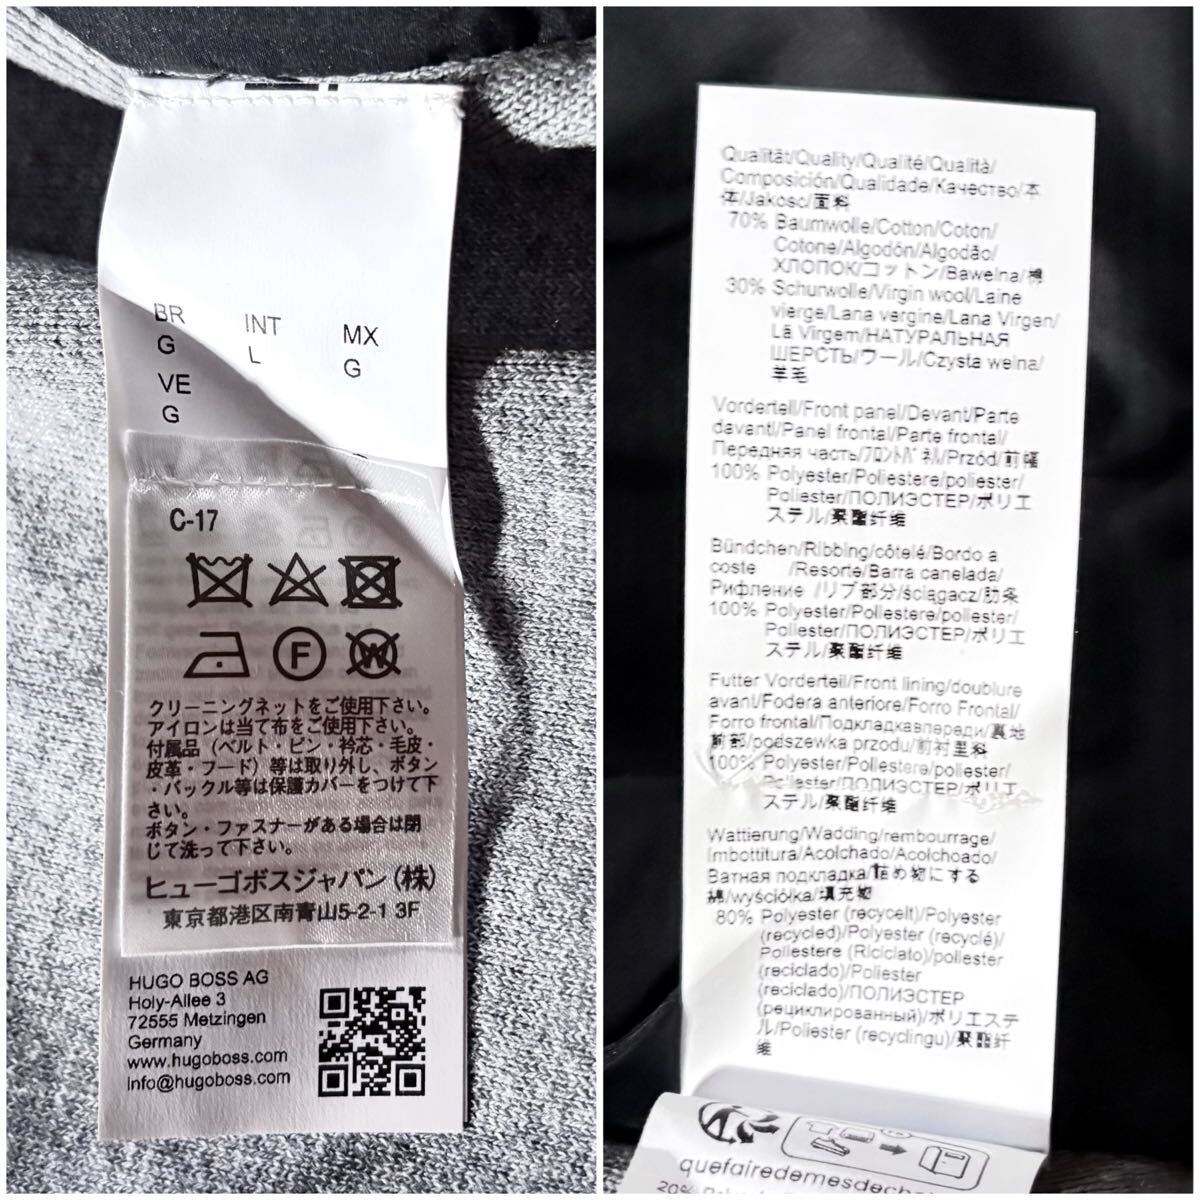 BR
G
VE
G
INT
L
MX
G
C-17
F
W
クリーニングネットをご使用下さい。
アイロンは当て布をご使用下さい。
付属品(ベルト・ピン・衿芯・毛皮・
皮革・フード)等は取り外し、ボタン
・バックル等は保護カバーをつけて下
さい。
ボタン・ファスナーがある場合は閉
じて洗って下さい。
ヒューゴボスジャパン(株)
東京都港区南青山5-2-1 3F
HUGO BOSS AG
Holy-Allee 3
72555 Metzingen
Germany
www.hugoboss.com
info@hugoboss.com
Qualität/Quality/Qualité/Qualità/
Composición/Qualidade/Качество/本
体/Jakosc/面料
70% Baumwolle/Cotton/Coton/
Cotone/Algodón/Algodão/
ХЛОПОК/コットン/Bawelna/棉
30% Schurwolle/Virgin wool/Laine
vierge/Lana vergine/Lana Virgen/
Lã Virgem/НАТУРАЛЬНАЯ
ШЕРСТЬ/ウール/Czysta welna/
羊毛
Vorderteil/Front panel/Devant/Parte
davanti/Panel frontal/Parte frontal/
Передняя часть/ﾌﾛﾝﾄﾊﾟﾈﾙ/Przód/前幅
100% Polyester/Poliestere/poliester/
Poliester/ПОЛИЭСТЕР/ポリエ
ステル/聚酯纤维
Bündchen/Ribbing/côtelé/Bordo a
coste /Resorte/Barra canelada/
Рифление /リブ部分/ściągacz/肋条
100% Polyester/Poliestere/poliester/
Poliester/ПОЛИЭСТЕР/ポリエ
ステル/聚酯纤维
Futter Vorderteil/Front lining/doublure
avant/Fodera anteriore/Forro Frontal/
Forro frontal/Подкладкавпереди/裏地
前部/podszewka przodu/前衬里料
100% Polyester/Poliestere/poliester/
Poliester/ПОЛИЭСТЕР/ポリエ
ステル/聚酯纤维
Wattierung/Wadding/rembourrage/
Imbottitura/Acolchado/Acolchoado/
Ватная подкладка/詰め物にする
綿/wyściółka/填充物
80% Polyester (recycelt)/Polyester
(recycled)/Polyester (recyclé)/
Poliestere (Riciclato)/poliester
(reciclado)/Poliester
(reciclado)/ПОЛИЭСТЕР
(рециклированный)/ポリエステ
ル/Poliester (recyclingu)/聚酯纤
维
quefairedemesdeche
20%